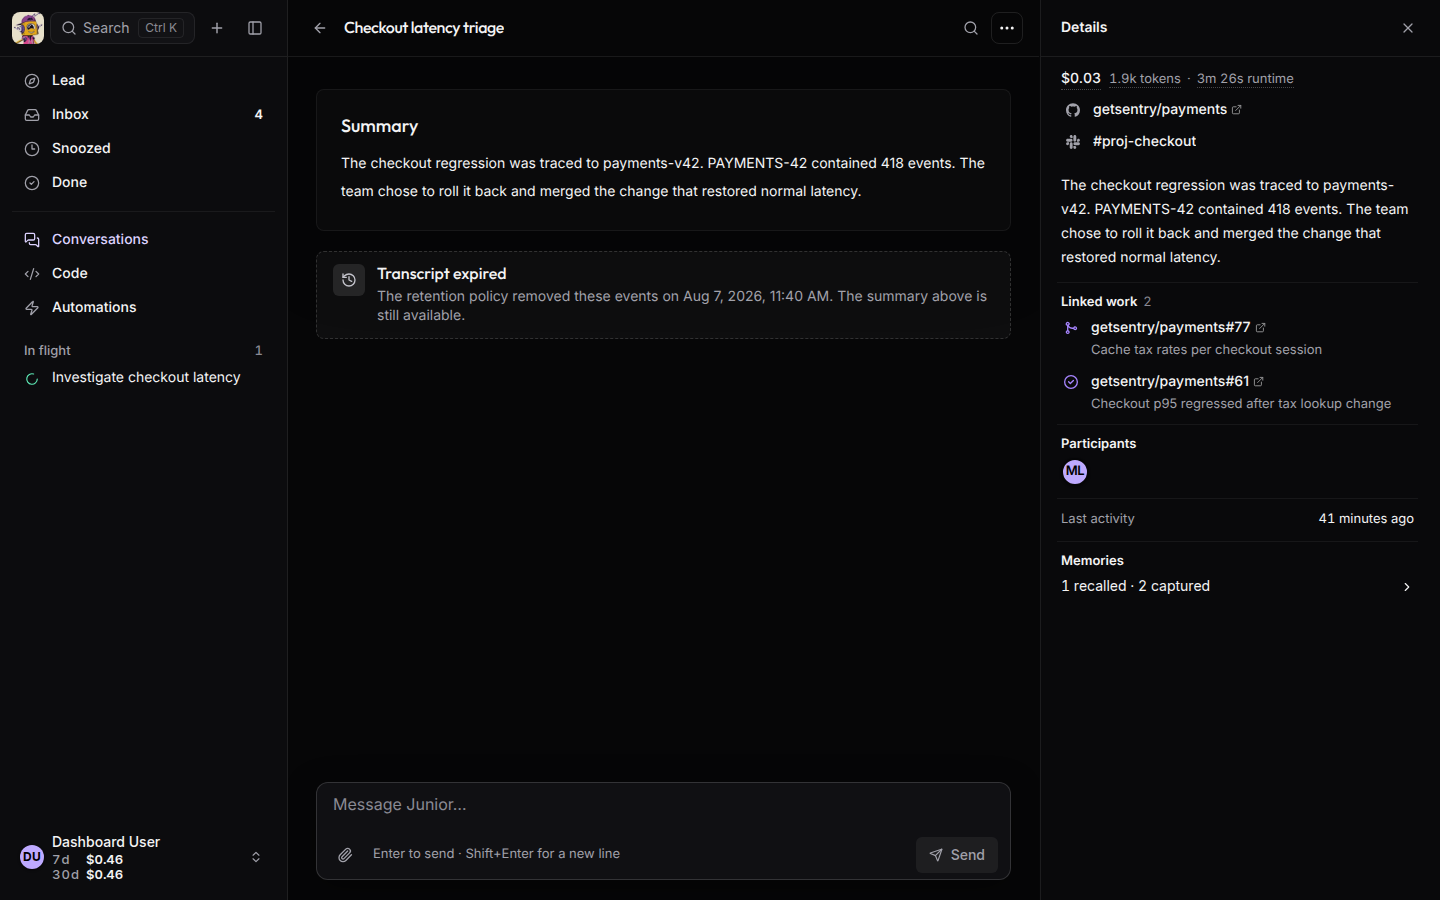 Search Ctrl K
Lead
Inbox 4
Snoozed
Done
Conversations
Code
Automations
In flight 1
Investigate checkout latency
Dashboard User
DU
7d $0.46
30d $0.46
Checkout latency triage
Summary
The checkout regression was traced to payments-v42. PAYMENTS-42 contained 418 events. The
team chose to roll it back and merged the change that restored normal latency.
Transcript expired
The retention policy removed these events on Aug 7, 2026, 11:40 AM. The summary above is
still available.
Message Junior...
Enter to send · Shift+Enter for a new line
Send
Details
$0.03 1.9k tokens · 3m 26s runtime
getsentry/payments
#proj-checkout
The checkout regression was traced to payments-
v42. PAYMENTS-42 contained 418 events. The team
chose to roll it back and merged the change that
restored normal latency.
Linked work 2
getsentry/payments#77
Cache tax rates per checkout session
getsentry/payments#61
Checkout p95 regressed after tax lookup change
Participants
ML
Last activity 41 minutes ago
Memories
1 recalled · 2 captured